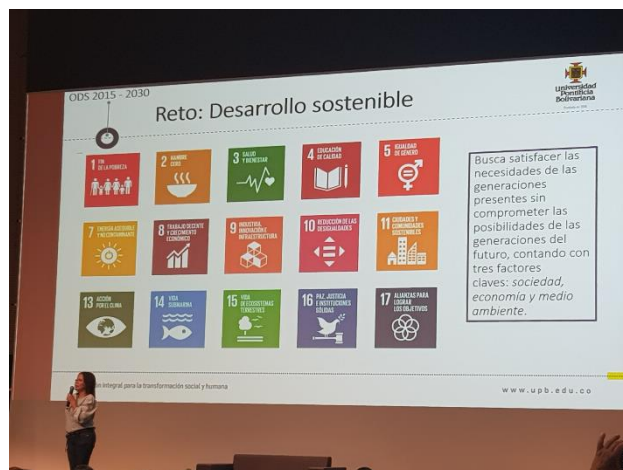 ODS 2015 - 2030
Reto: Desarrollo sostenible
Universidad
Pontificia
Bolivariana
1 FIN
DE LA POBREZA
2 HAMBRE
CERO
3 SALUD
Y BIENESTAR
4 EDUCACIÓN
DE CALIDAD
5 IGUALDAD
DE GÉNERO
7 ENERGÍA ASEQUIBLE
Y NO CONTAMINANTE
8 TRABAJO DECENTE
Y CRECIMIENTO
ECONÓMICO
9 INDUSTRIA,
INNOVACIÓN E
INFRAESTRUCTURA
10 REDUCCIÓN DE LAS
DESIGUALDADES
11 CIUDADES Y
COMUNIDADES
SOSTENIBLES
13 ACCIÓN
POR EL CLIMA
14 VIDA
SUBMARINA
15 VIDA
DE ECOSISTEMAS
TERRESTRES
16 PAZ, JUSTICIA
E INSTITUCIONES
SÓLIDAS
17 ALIANZAS PARA
LOGRAR
LOS OBJETIVOS
Busca satisfacer las
necesidades de las
generaciones
presentes sin
comprometer las
posibilidades de las
generaciones del
futuro, contando con
tres factores
claves: sociedad,
economía y medio
ambiente.
integral para la transformación social y humana
www.upb.edu.co